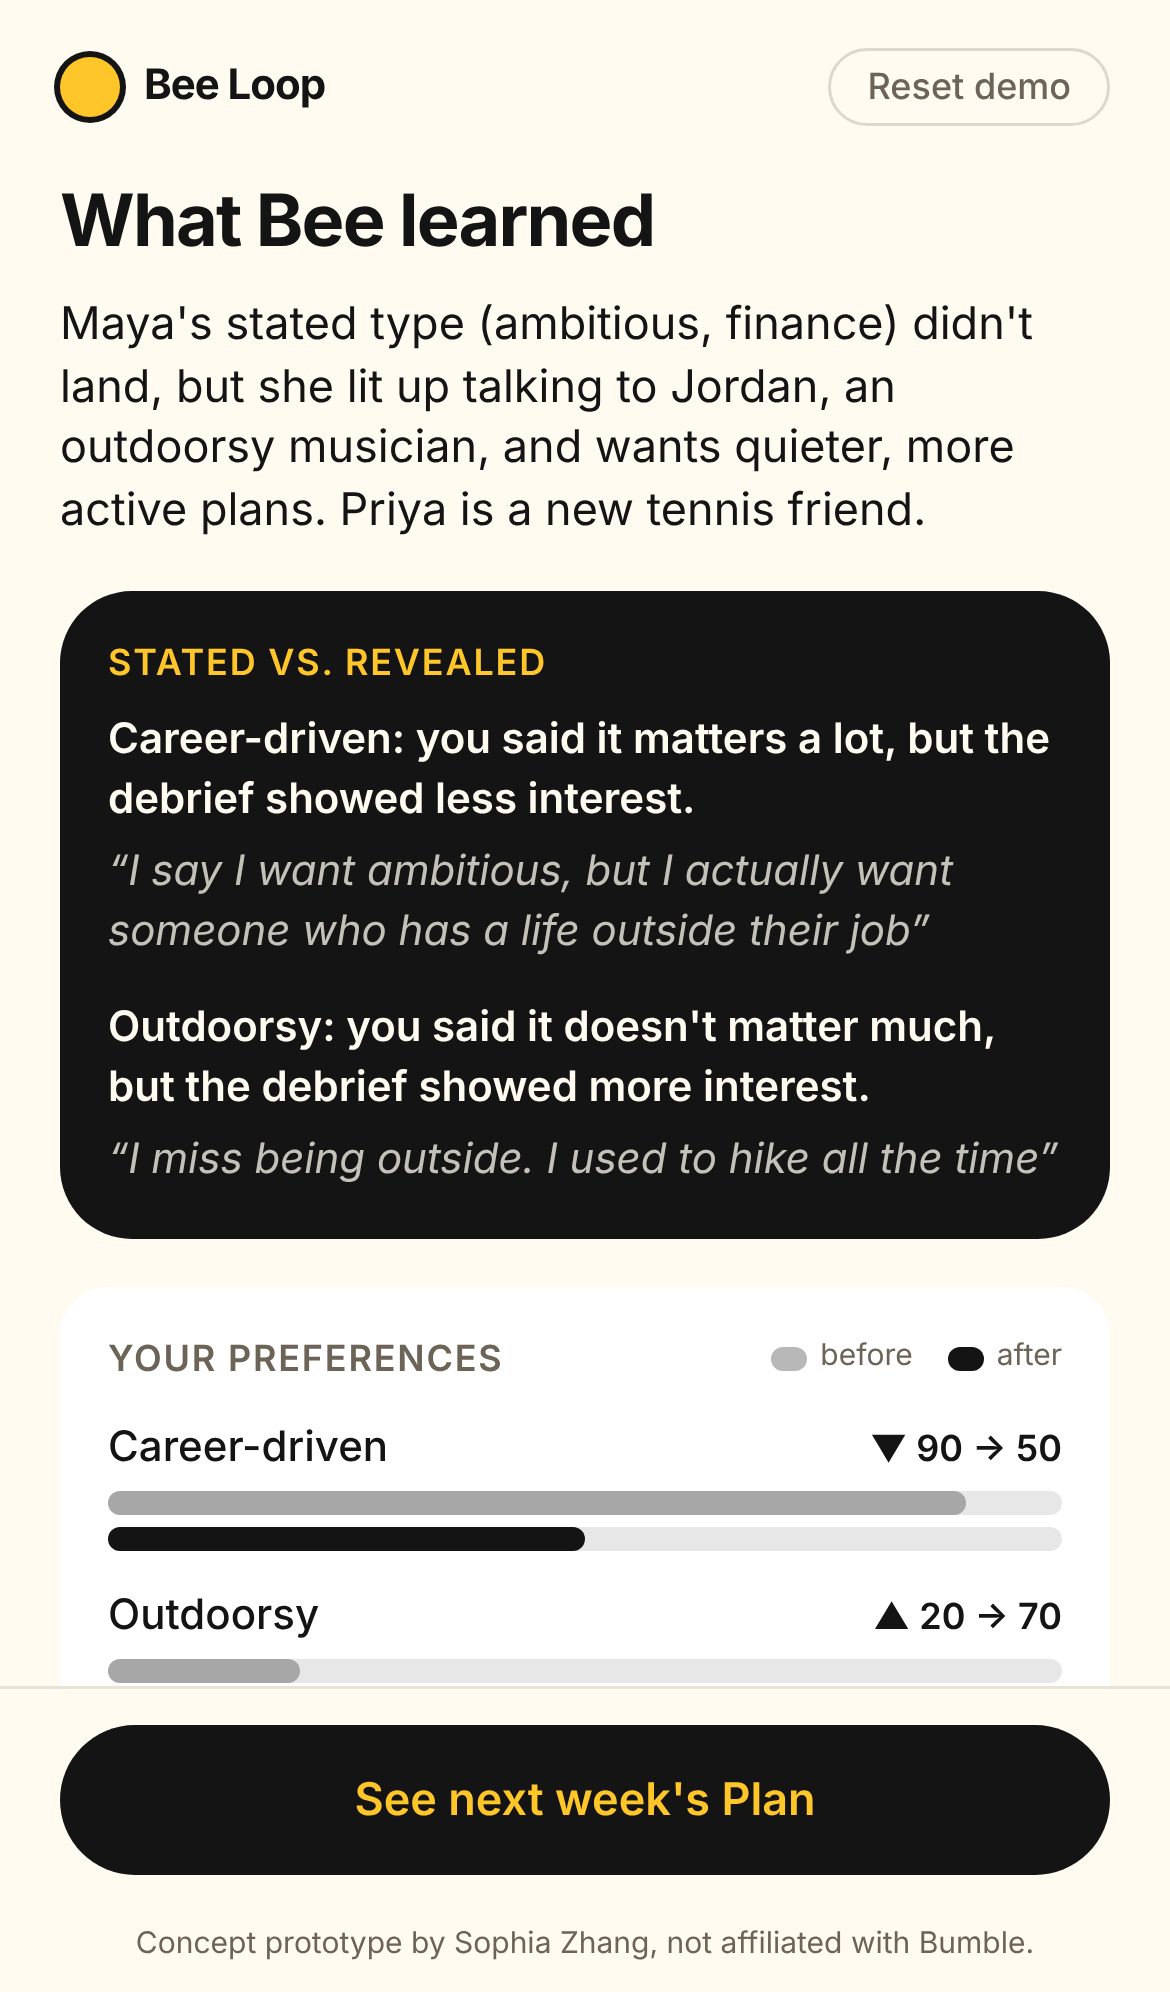 Bee Loop
Reset demo
What Bee learned
Maya's stated type (ambitious, finance) didn't
land, but she lit up talking to Jordan, an
outdoorsy musician, and wants quieter, more
active plans. Priya is a new tennis friend.
STATED VS. REVEALED
Career-driven: you said it matters a lot, but the
debrief showed less interest.
“I say I want ambitious, but I actually want
someone who has a life outside their job”
Outdoorsy: you said it doesn't matter much,
but the debrief showed more interest.
“I miss being outside. I used to hike all the time”
YOUR PREFERENCES
before after
Career-driven
▼ 90 → 50
Outdoorsy
▲ 20 → 70
See next week's Plan
Concept prototype by Sophia Zhang, not affiliated with Bumble.